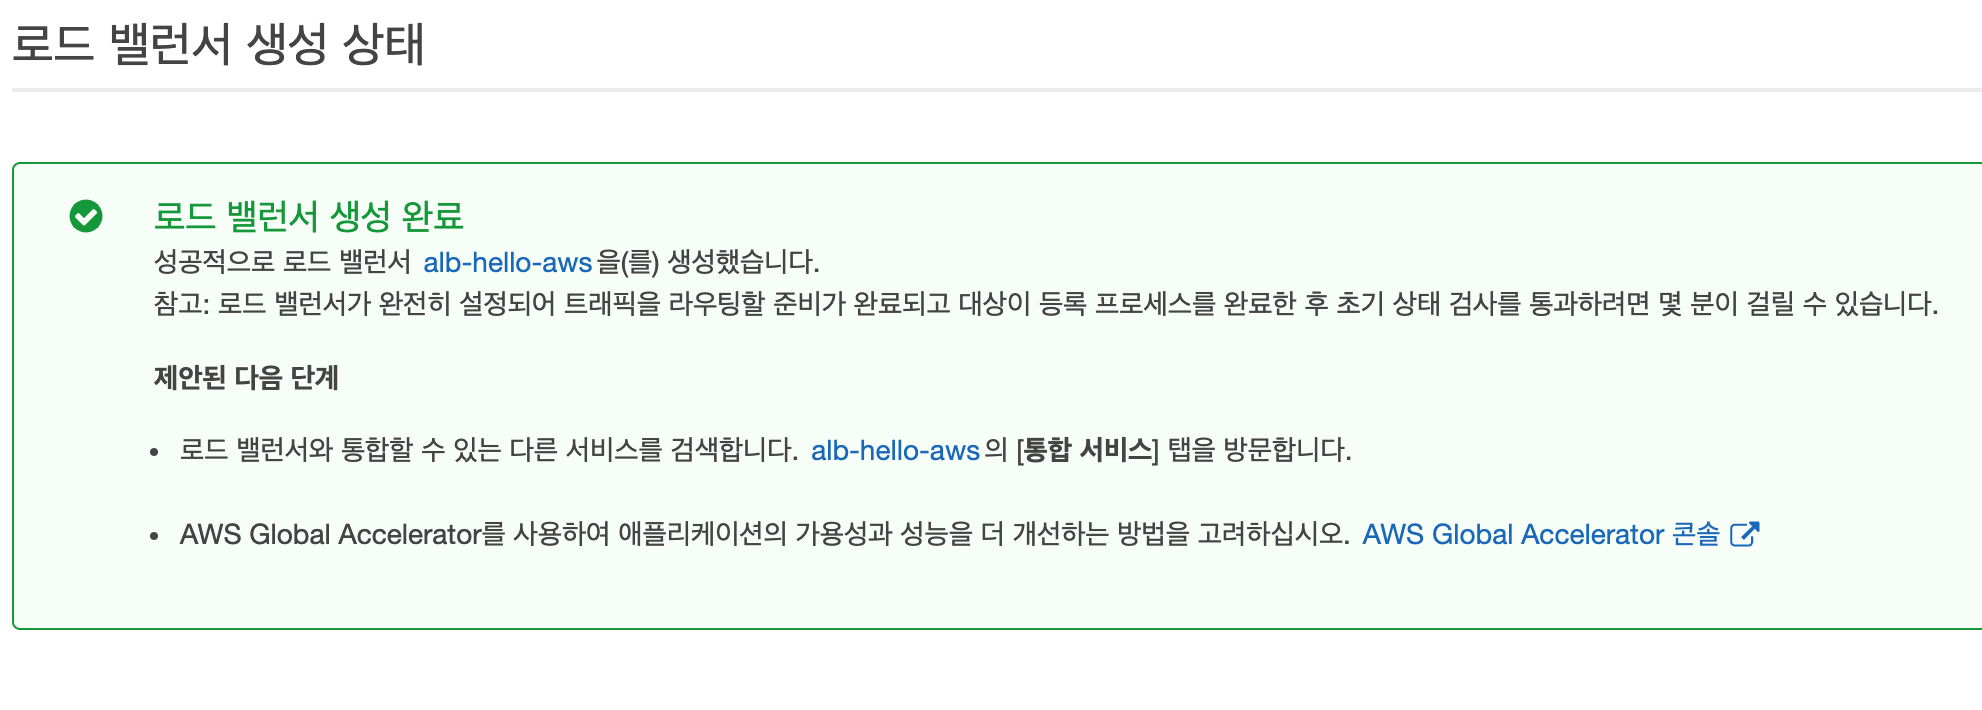 로드 밸런서 생성 상태
로드 밸런서 생성 완료
성공적으로 로드 밸런서 alb-hello-aws을(를) 생성했습니다.
참고: 로드 밸런서가 완전히 설정되어 트래픽을 라우팅할 준비가 완료되고 대상이 등록 프로세스를 완료한 후 초기 상태 검사를 통과하려면 몇 분이 걸릴 수 있습니다.
제안된 다음 단계
• 로드 밸런서와 통합할 수 있는 다른 서비스를 검색합니다. alb-hello-aws의 [통합 서비스] 탭을 방문합니다.
• AWS Global Accelerator를 사용하여 애플리케이션의 가용성과 성능을 더 개선하는 방법을 고려하십시오. AWS Global Accelerator 콘솔